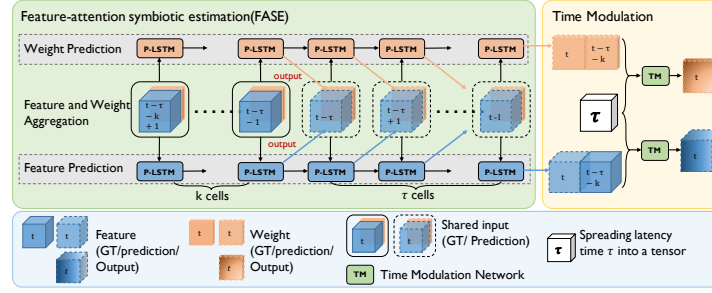 Feature-attention symbiotic estimation(FASE)
Time Modulation
Weight Prediction
P-LSTM
P-LSTM
P-LSTM
P-LSTM
P-LSTM
output
t
t − τ
− k
TM
t
Feature and Weight
Aggregation
t − τ
− k
+ 1
t − τ
− 1
t − τ
t − τ
+ 1
t-1
τ
output
TM
t
Feature Prediction
P-LSTM
P-LSTM
P-LSTM
P-LSTM
P-LSTM
t
t − τ
− k
k cells
τ cells
t
t
t
Feature
(GT/prediction/
Output)
t
t
t
Weight
(GT/prediction/
Output)
t
t
Shared input
(GT/ Prediction)
TM
Time Modulation Network
τ
Spreading latency
time τ into a tensor